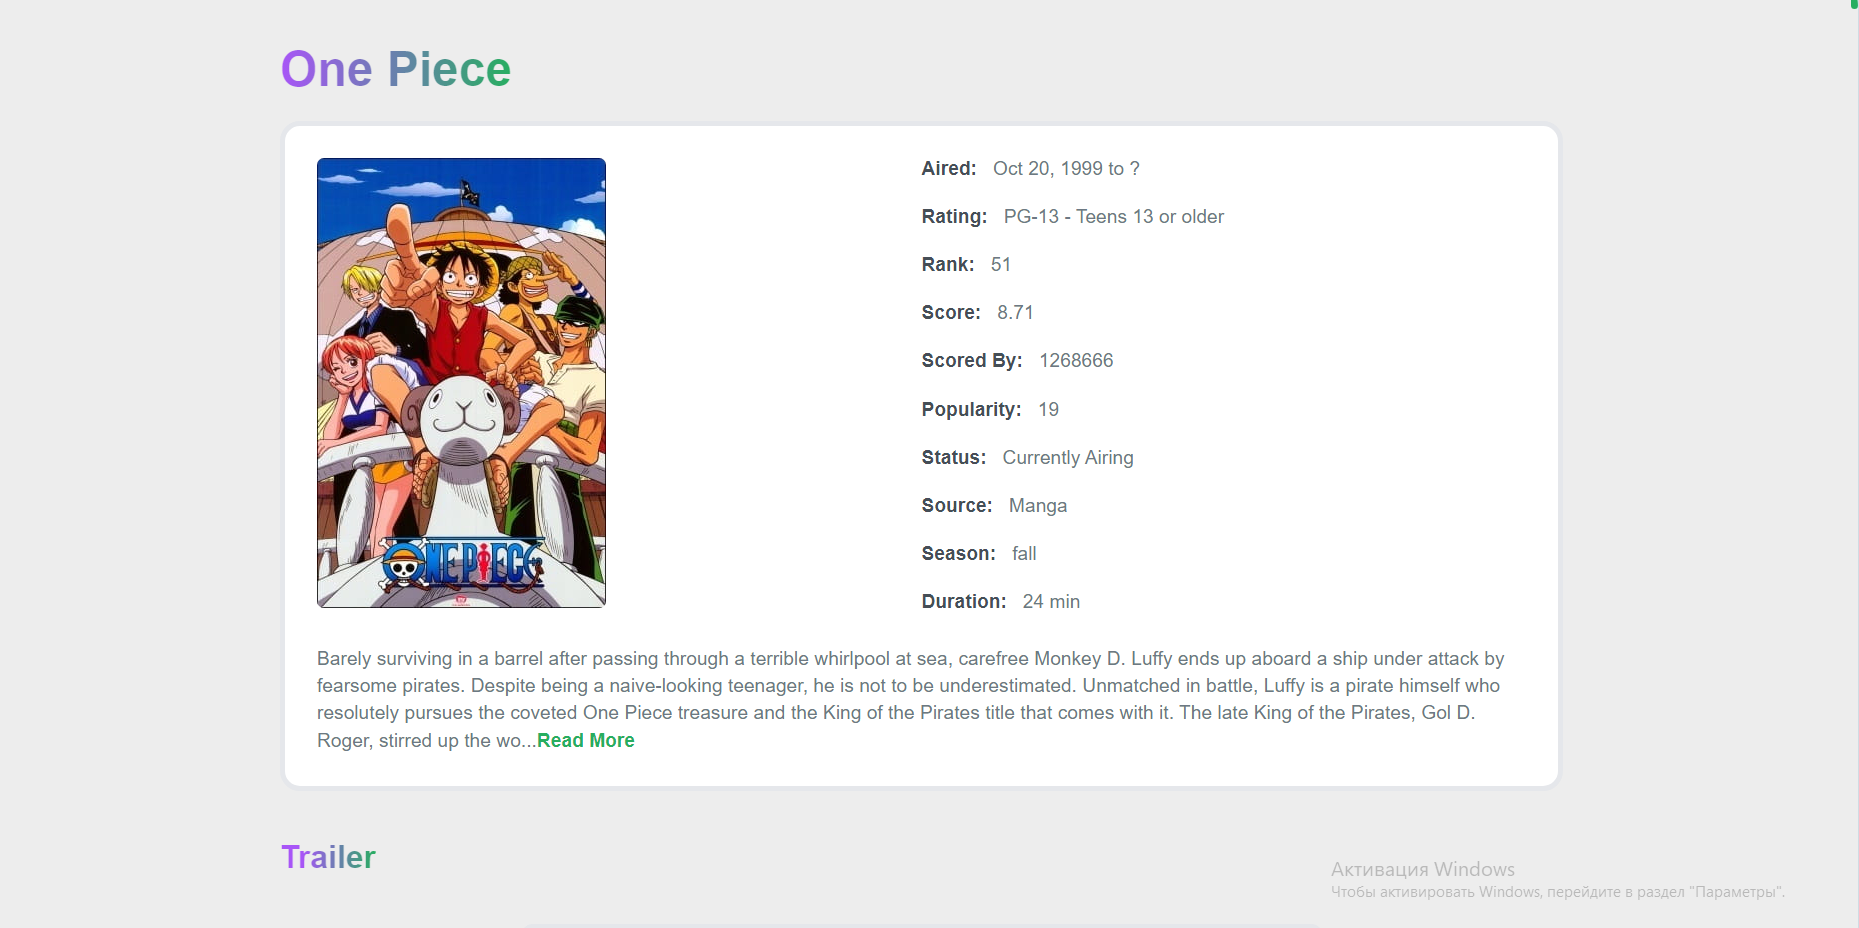 One Piece
Aired: Oct 20, 1999 to ?
Rating: PG-13 - Teens 13 or older
Rank: 51
Score: 8.71
Scored By: 1268666
Popularity: 19
Status: Currently Airing
Source: Manga
Season: fall
Duration: 24 min
ONE PIECE
Barely surviving in a barrel after passing through a terrible whirlpool at sea, carefree Monkey D. Luffy ends up aboard a ship under attack by
fearsome pirates. Despite being a naive-looking teenager, he is not to be underestimated. Unmatched in battle, Luffy is a pirate himself who
resolutely pursues the coveted One Piece treasure and the King of the Pirates title that comes with it. The late King of the Pirates, Gol D.
Roger, stirred up the wo...Read More
Trailer
Активация Windows
Чтобы активировать Windows, перейдите в раздел "Параметры".